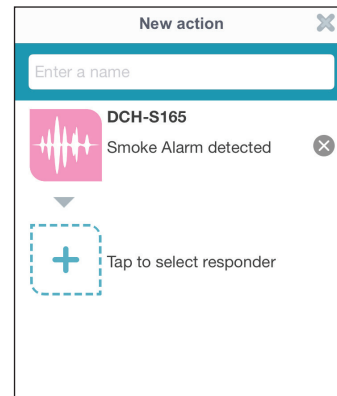 New action
Enter a name
DCH-S165
Smoke Alarm detected
Tap to select responder